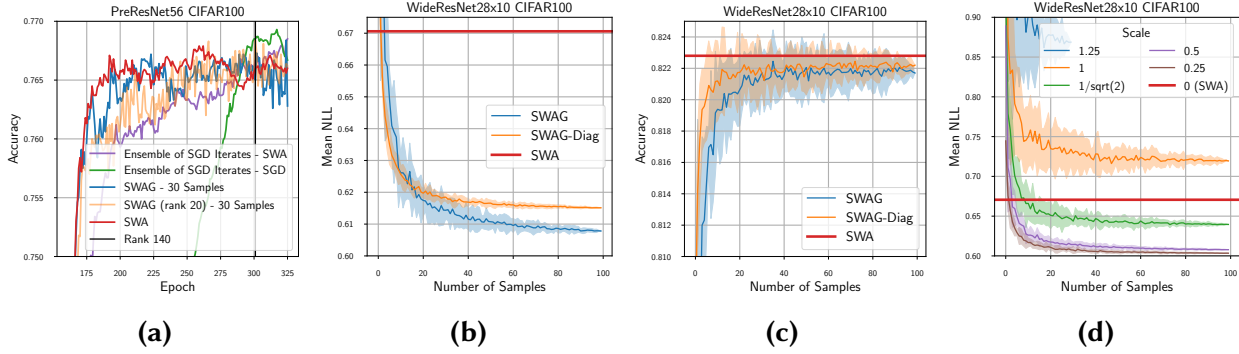 PreResNet56 CIFAR100
0.770
0.765
0.760
0.755
0.750
Accuracy
175 200 225 250 275 300 325
Epoch
Ensemble of SGD Iterates - SWA
Ensemble of SGD Iterates - SGD
SWAG - 30 Samples
SWAG (rank 20) - 30 Samples
SWA
Rank 140
(a)
WideResNet28x10 CIFAR100
0.67
0.66
0.65
0.64
0.63
0.62
0.61
0.60
Mean NLL
0 20 40 60 80 100
Number of Samples
SWAG
SWAG-Diag
SWA
(b)
WideResNet28x10 CIFAR100
0.824
0.822
0.820
0.818
0.816
0.814
0.812
0.810
Accuracy
0 20 40 60 80 100
Number of Samples
SWAG
SWAG-Diag
SWA
(c)
WideResNet28x10 CIFAR100
0.90
0.85
0.80
0.75
0.70
0.65
0.60
Mean NLL
0 20 40 60 80 100
Number of Samples
Scale
1.25
1
1/sqrt(2)
0.5
0.25
0 (SWA)
(d)